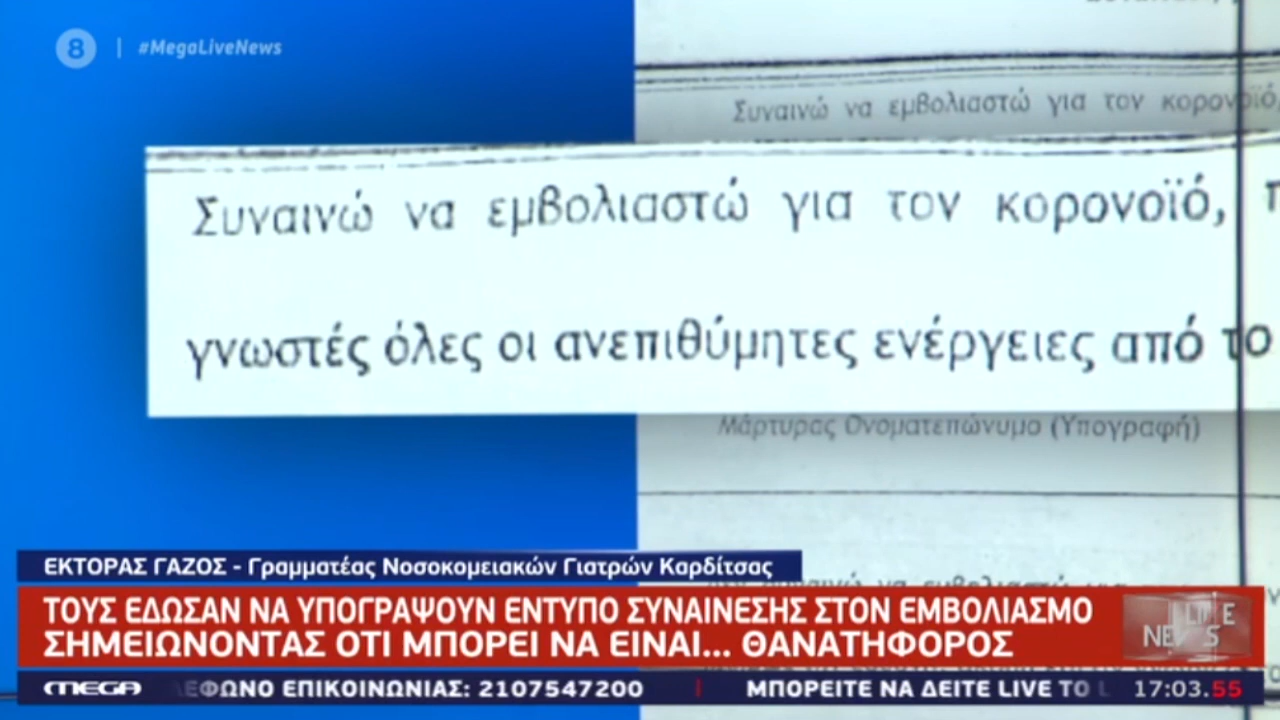 8 | #MegaLiveNews
Συναινώ να εμβολιαστώ για τον κορονοϊό,
Συναινώ να εμβολιαστώ για τον κορονοϊό,
γνωστές όλες οι ανεπιθύμητες ενέργειες από το
Μάρτυρας Ονοματεπώνυμο (Υπογραφή)
ΕΚΤΟΡΑΣ ΓΑΖΟΣ - Γραμματέας Νοσοκομειακών Γιατρών Καρδίτσας
ΤΟΥΣ ΕΔΩΣΑΝ ΝΑ ΥΠΟΓΡΑΨΟΥΝ ΕΝΤΥΠΟ ΣΥΝΑΙΝΕΣΗΣ ΣΤΟΝ ΕΜΒΟΛΙΑΣΜΟ
ΣΗΜΕΙΩΝΟΝΤΑΣ ΟΤΙ ΜΠΟΡΕΙ ΝΑ ΕΙΝΑΙ... ΘΑΝΑΤΗΦΟΡΟΣ
LIVE NEWS
MEGA ΛΕΦΩΝΟ ΕΠΙΚΟΙΝΩΝΙΑΣ: 2107547200 | ΜΠΟΡΕΙΤΕ ΝΑ ΔΕΙΤΕ LIVE ΤΟ 17:03.55